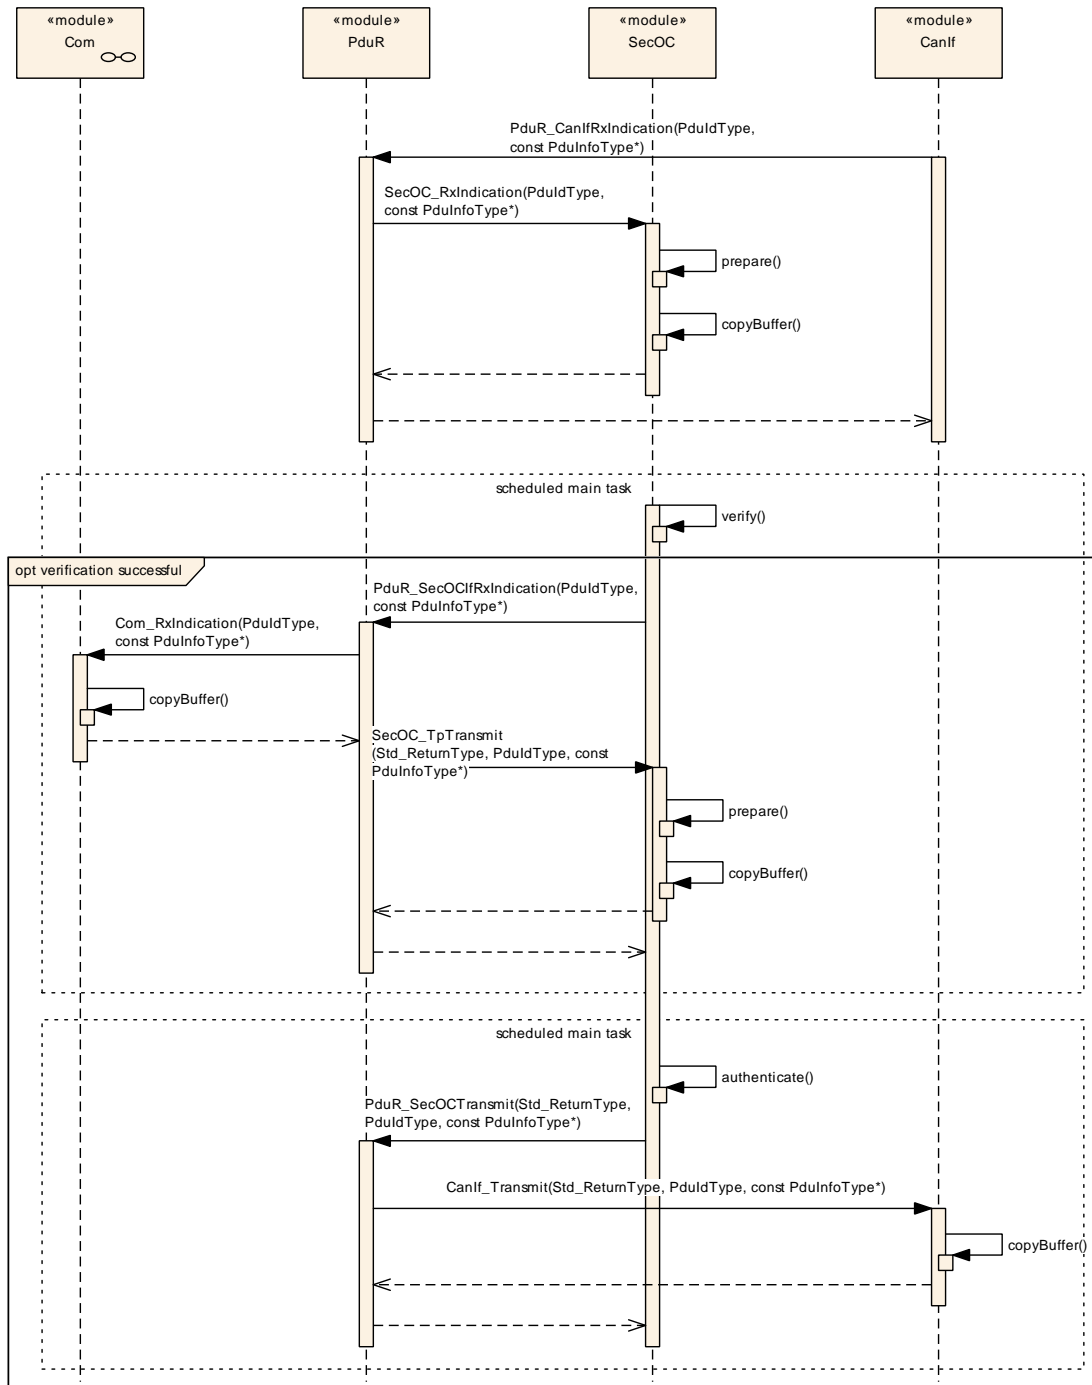 «module»
Com
«module»
PduR
«module»
SecOC
«module»
CanIf
PduR_CanIfRxIndication(PduIdType,
const PduInfoType*)
SecOC_RxIndication(PduIdType,
const PduInfoType*)
prepare()
copyBuffer()
scheduled main task
verify()
opt verification successful
PduR_SecOCIfRxIndication(PduIdType,
const PduInfoType*)
Com_RxIndication(PduIdType,
const PduInfoType*)
copyBuffer()
SecOC_TpTransmit
(Std_ReturnType, PduIdType, const
PduInfoType*)
prepare()
copyBuffer()
scheduled main task
authenticate()
PduR_SecOCTransmit(Std_ReturnType,
PduIdType, const PduInfoType*)
CanIf_Transmit(Std_ReturnType, PduIdType, const PduInfoType*)
copyBuffer()